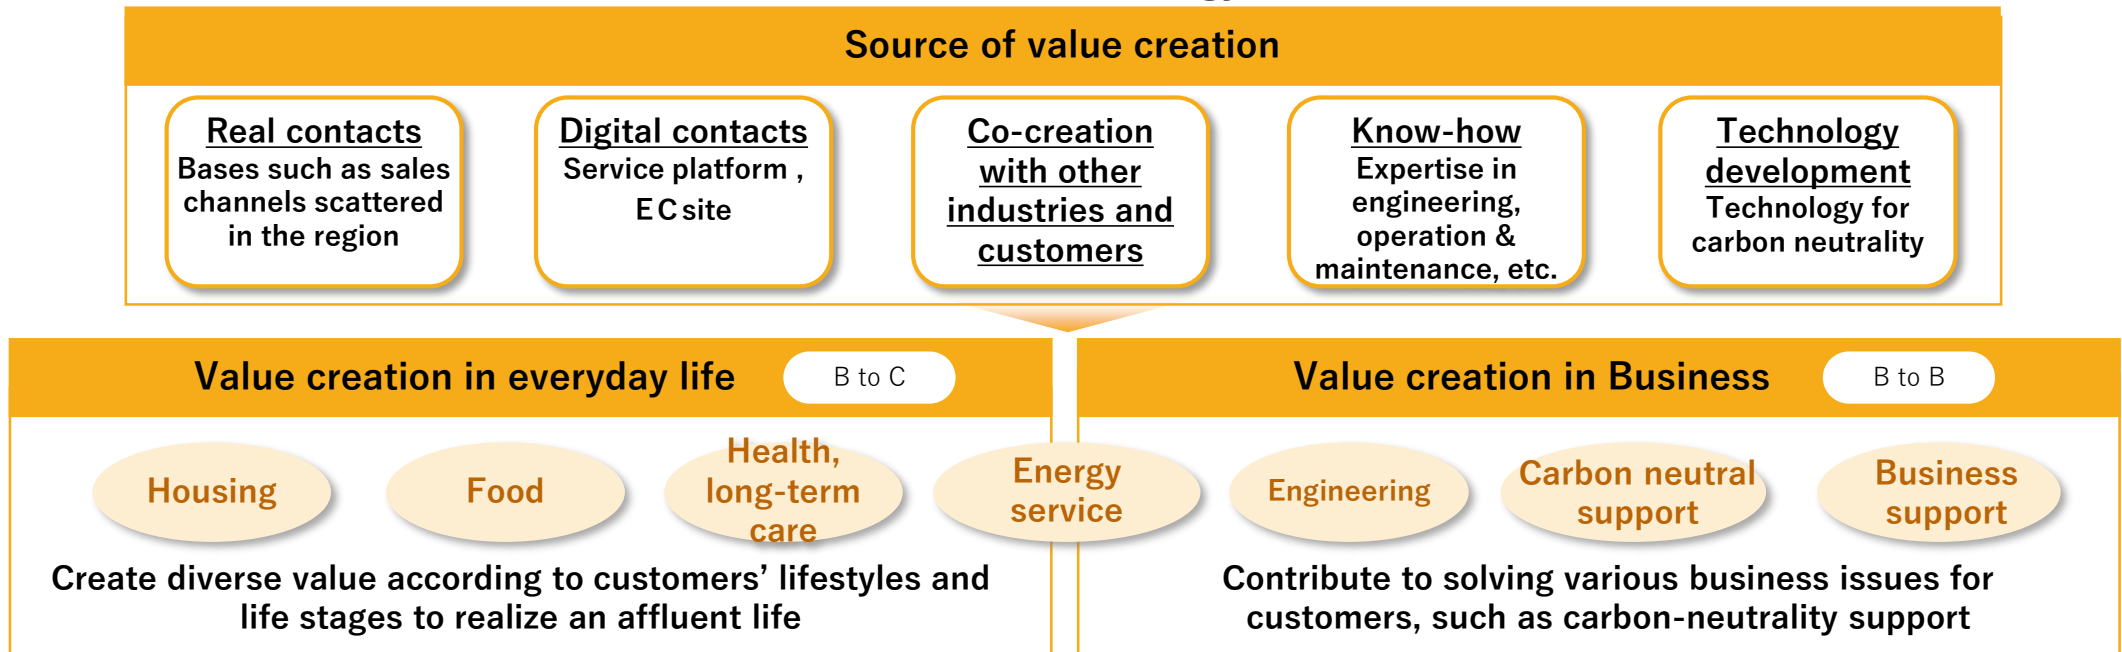 Source of value creation
Real contacts
Bases such as sales
channels scattered
in the region
Digital contacts
Service platform ,
EC site
Co-creation
with other
industries and
customers
Know-how
Expertise in
engineering,
operation &
maintenance, etc.
Technology
development
Technology for
carbon neutrality
Value creation in everyday life
B to C
Value creation in Business
B to B
Housing
Food
Health,
long-term
care
Energy
service
Engineering
Carbon neutral
support
Business
support
Create diverse value according to customers’ lifestyles and
life stages to realize an affluent life
Contribute to solving various business issues for
customers, such as carbon-neutrality support